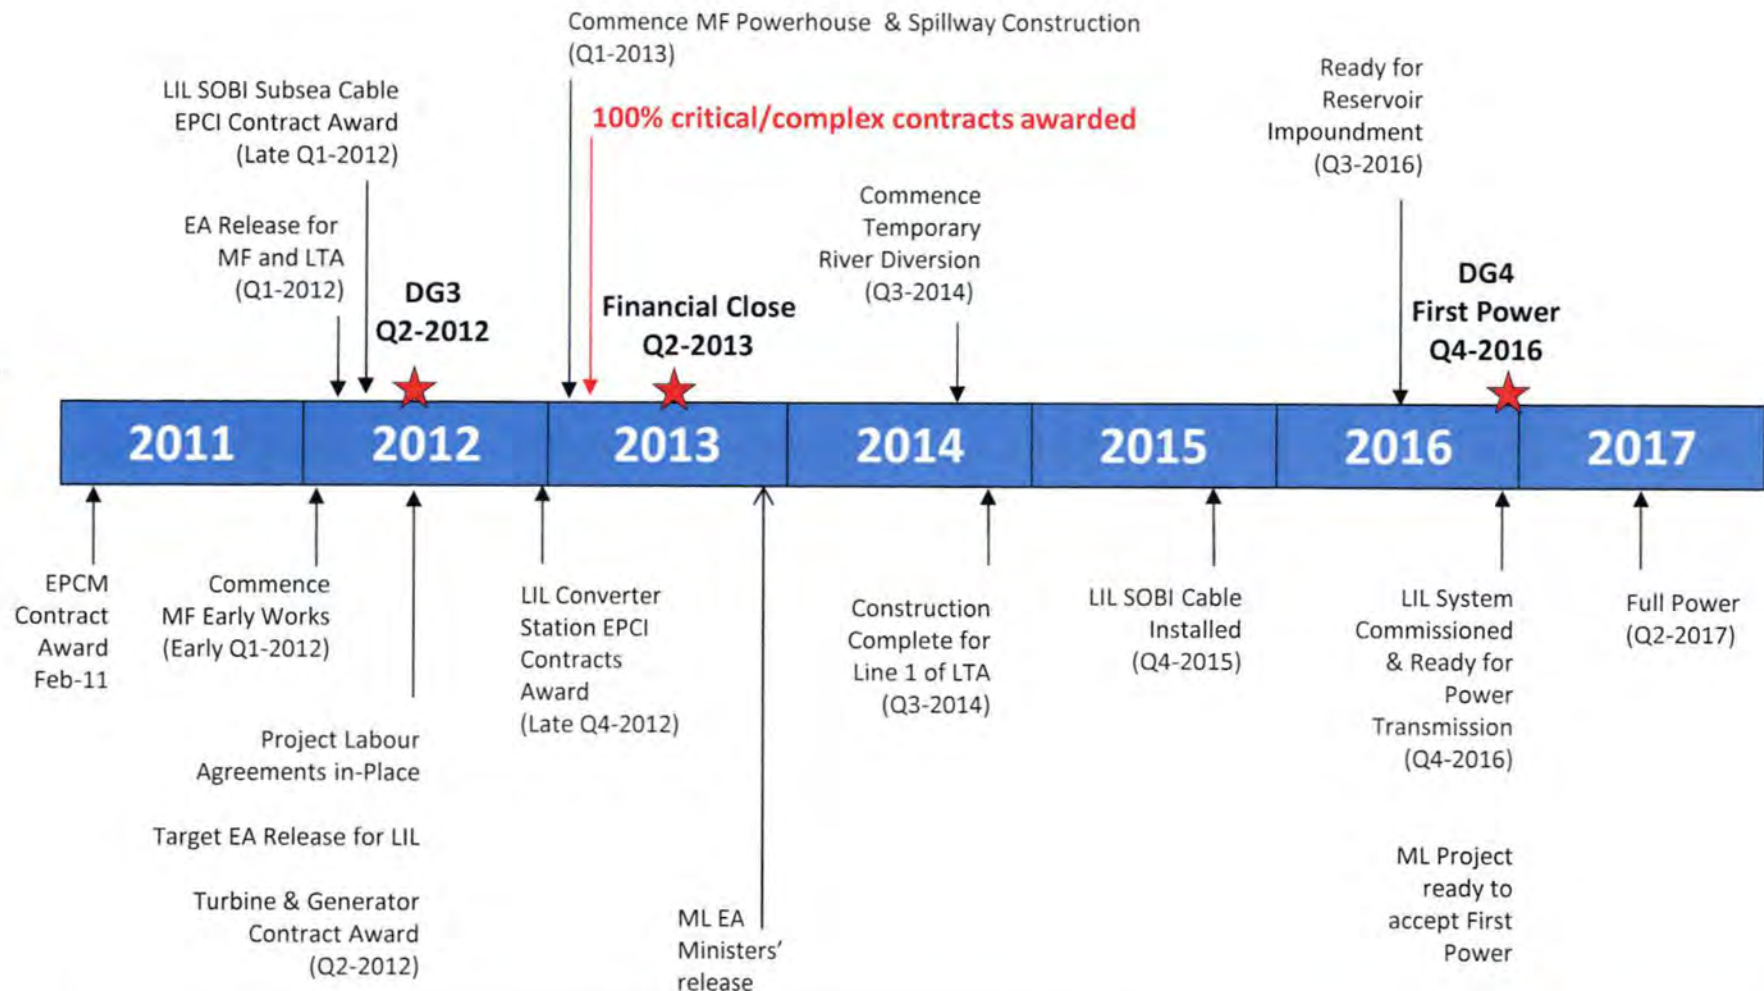 Commence MF Powerhouse & Spillway Construction
(Q1-2013)
LIL SOBI Subsea Cable
EPCI Contract Award
(Late Q1-2012)
100% critical/complex contracts awarded
Ready for
Reservoir
Impoundment
(Q3-2016)
EA Release for
MF and LTA
(Q1-2012)
Commence
Temporary
River Diversion
(Q3-2014)
DG3
Q2-2012
Financial Close
Q2-2013
DG4
First Power
Q4-2016
2011
2012
2013
2014
2015
2016
2017
EPCM
Contract
Award
Feb-11
Commence
MF Early Works
(Early Q1-2012)
Project Labour
Agreements in-Place
Target EA Release for LIL
Turbine & Generator
Contract Award
(Q2-2012)
LIL Converter
Station EPCI
Contracts
Award
(Late Q4-2012)
ML EA
Ministers'
release
Construction
Complete for
Line 1 of LTA
(Q3-2014)
LIL SOBI Cable
Installed
(Q4-2015)
LIL System
Commissioned
& Ready for
Power
Transmission
(Q4-2016)
ML Project
ready to
accept First
Power
Full Power
(Q2-2017)